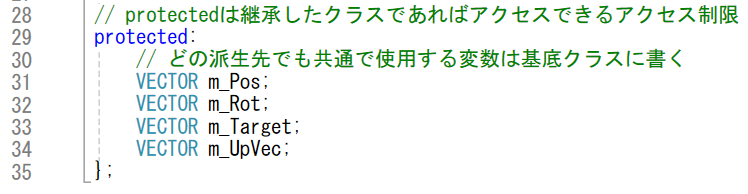 28 // protectedは継承したクラスであればアクセスできるアクセス制限
29 protected:
30 // どの派生先でも共通で使用する変数は基底クラスに書く
31 VECTOR m_Pos;
32 VECTOR m_Rot;
33 VECTOR m_Target;
34 VECTOR m_UpVec;
35 };